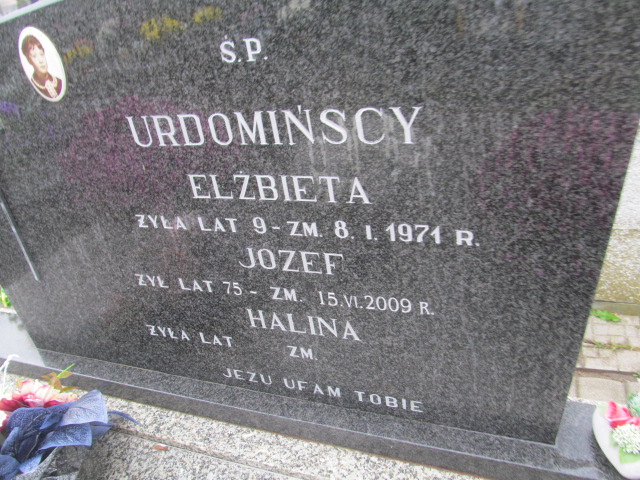 Ś.P.
URDOMIŃSCY
ELŻBIETA
ŻYŁA LAT 9 - ZM. 8. I. 1971 R.
JÓZEF
ŻYŁ LAT 75 - ZM. 15.VI.2009 R.
HALINA
ŻYŁA LAT ZM.
JEZU UFAM TOBIE